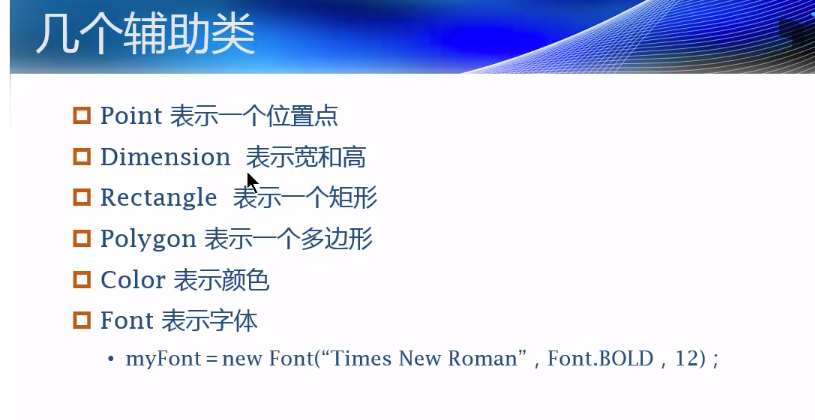 几个辅助类
Point 表示一个位置点
Dimension 表示宽和高
Rectangle 表示一个矩形
Polygon 表示一个多边形
Color 表示颜色
Font 表示字体
• myFont = new Font(“Times New Roman” , Font.BOLD , 12) ;